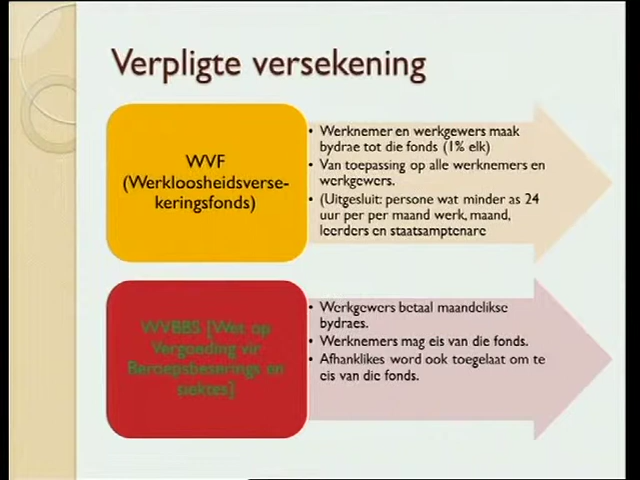 Verpligte versekening
WVF
(Werkloosheidsverse-
keringsfonds)
• Werknemer en werkgewers maak
bydrae tot die fonds (1% elk)
• Van toepassing op alle werknemers en
werkgewers.
• (Uitgesluit: persone wat minder as 24
uur per per maand werk, maand,
leerders en staatsamptenare
WVBBS [Wet op
Vergoeding vir
Beroepsbeserings en
siektes]
• Werkgewers betaal maandelikse
bydraes.
• Werknemers mag eis van die fonds.
• Afhanklikes word ook toegelaat om te
eis van die fonds.